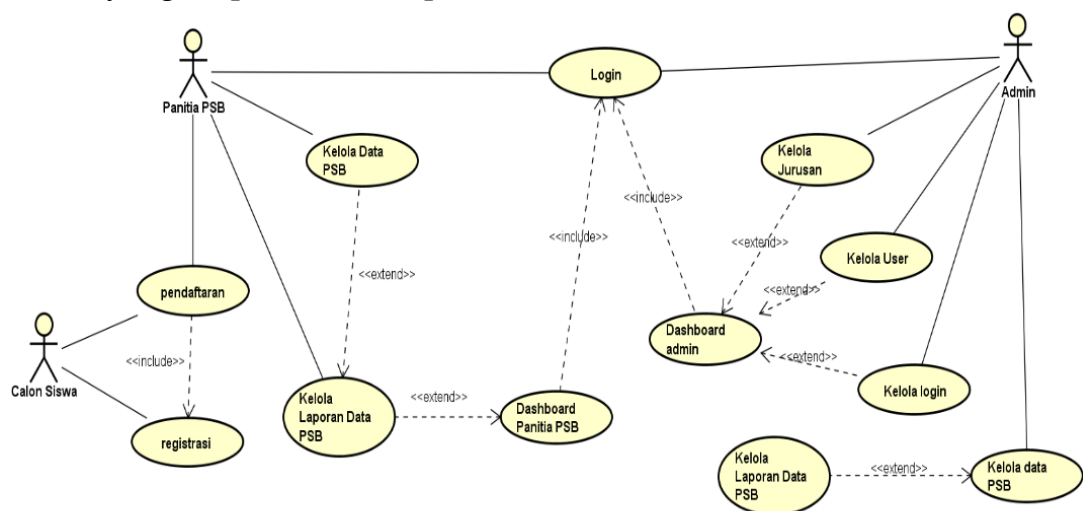 Login
Panitia PSB
Admin
Kelola Data
PSB
Kelola
Jurusan
<<include>>
<<include>>
<<extend>>
Kelola User
<<extend>>
<<extend>>
pendaftaran
Dashboard
admin
<<include>>
<<extend>>
Calon Siswa
Kelola
Laporan Data
PSB
<<extend>>
Dashboard
Panitia PSB
Kelola login
registrasi
Kelola
Laporan Data
PSB
<<extend>>
Kelola data
PSB